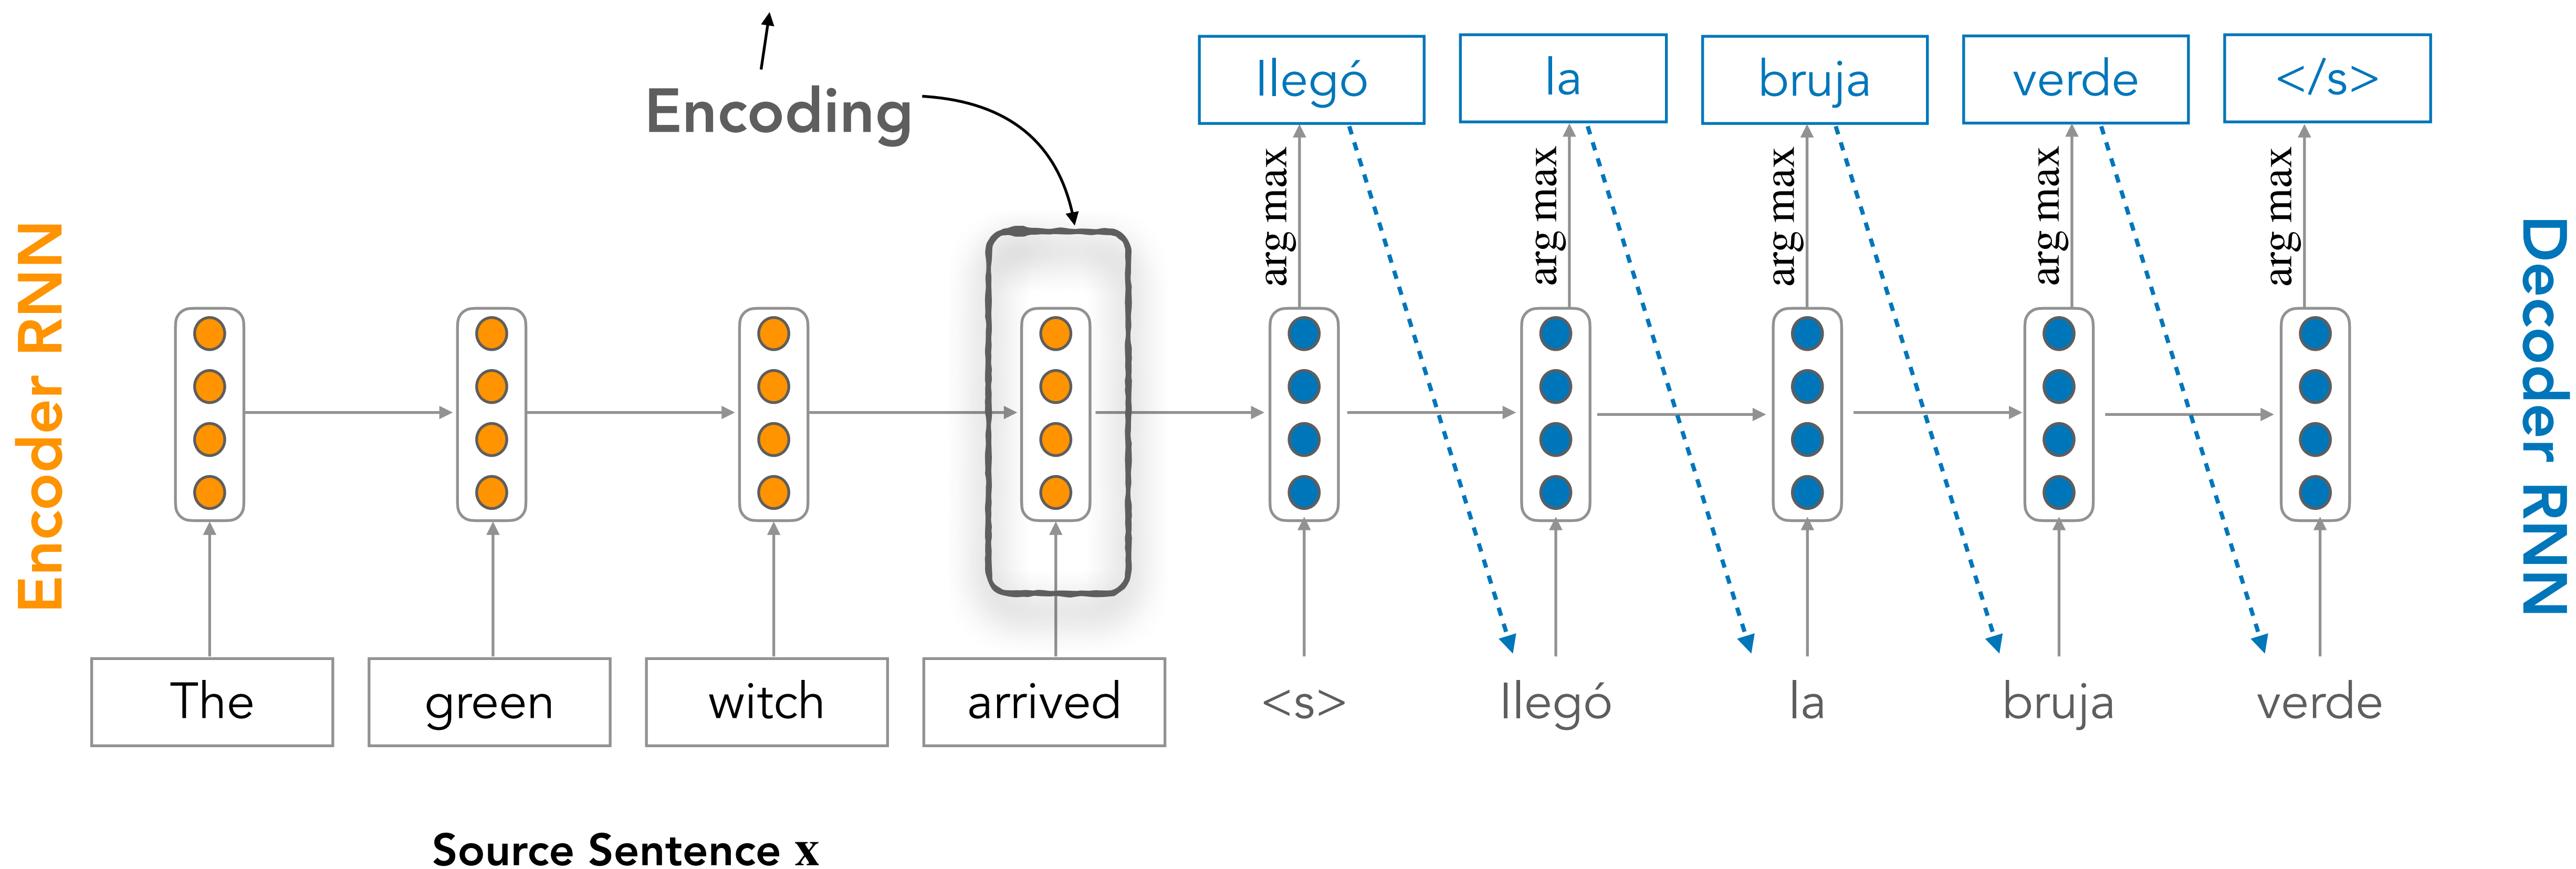 Encoding
llegó
la
bruja
verde
</s>
arg max
arg max
arg max
arg max
arg max
Encoder RNN
Decoder RNN
The
green
witch
arrived
<s>
llegó
la
bruja
verde
Source Sentence x